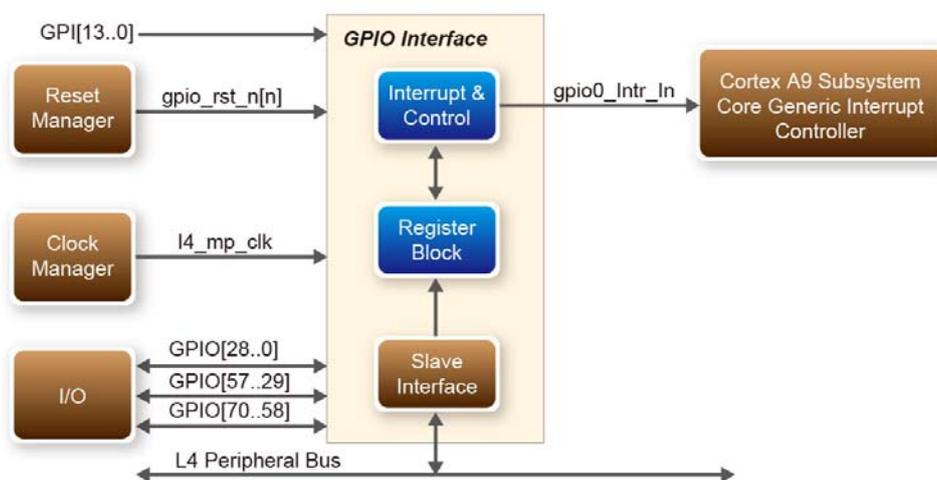 GPI[13..0]
GPIO Interface
Reset
Manager
gpio_rst_n[n]
Interrupt &
Control
gpio0_Intr_In
Cortex A9 Subsystem
Core Generic Interrupt
Controller
Clock
Manager
l4_mp_clk
Register
Block
I/O
GPIO[28..0]
GPIO[57..29]
GPIO[70..58]
Slave
Interface
L4 Peripheral Bus